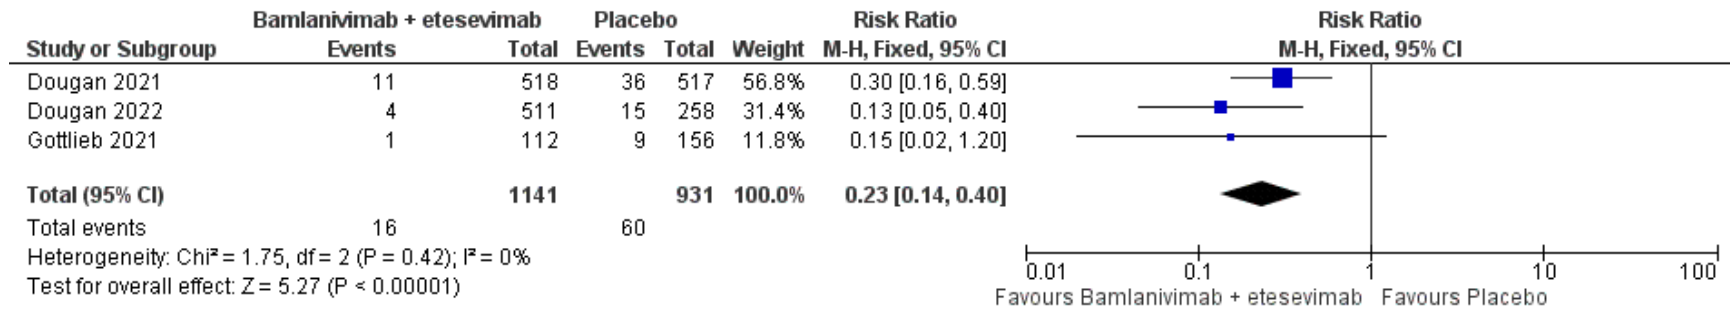 Bamlanivimab + etesevimab Placebo Risk Ratio Risk Ratio
Study or Subgroup Events Total Events Total Weight M-H, Fixed, 95% CI M-H, Fixed, 95% CI
Dougan 2021 11 518 36 517 56.8% 0.30 [0.16, 0.59]
Dougan 2022 4 511 15 258 31.4% 0.13 [0.05, 0.40]
Gottlieb 2021 1 112 9 156 11.8% 0.15 [0.02, 1.20]
Total (95% CI) 1141 931 100.0% 0.23 [0.14, 0.40]
Total events 16 60
Heterogeneity: Chi² = 1.75, df = 2 (P = 0.42); I² = 0%
Test for overall effect: Z = 5.27 (P < 0.00001)
0.01 0.1 1 10 100
Favours Bamlanivimab + etesevimab Favours Placebo